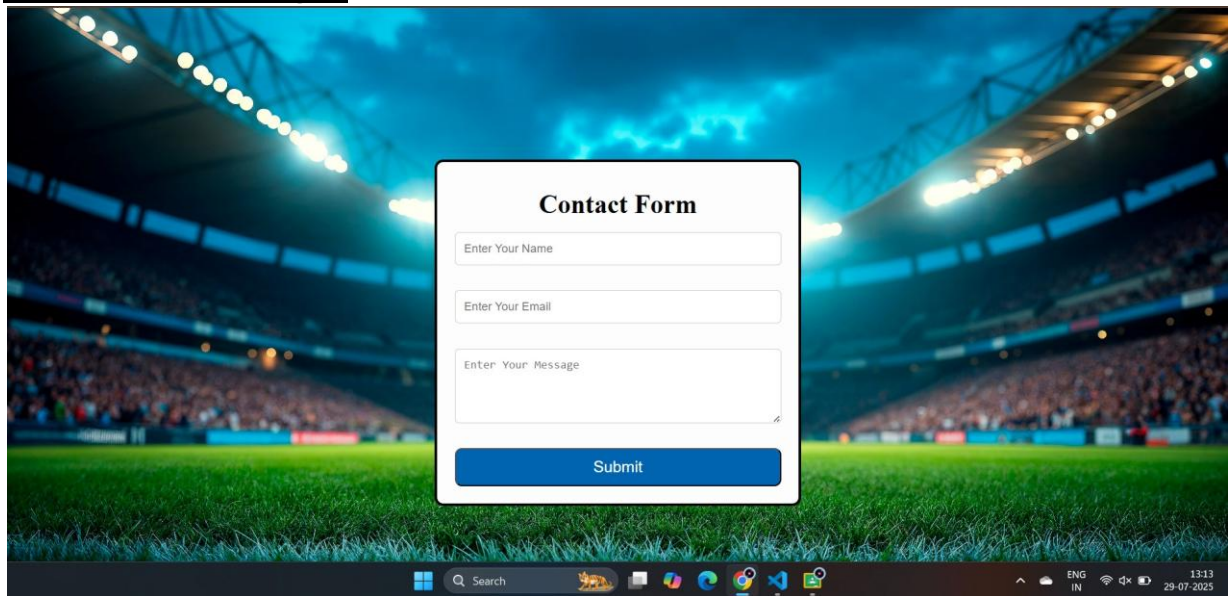 Contact Form
Enter Your Name
Enter Your Email
Enter Your Message
Submit
Search
ENG
IN
13:13
29-07-2025